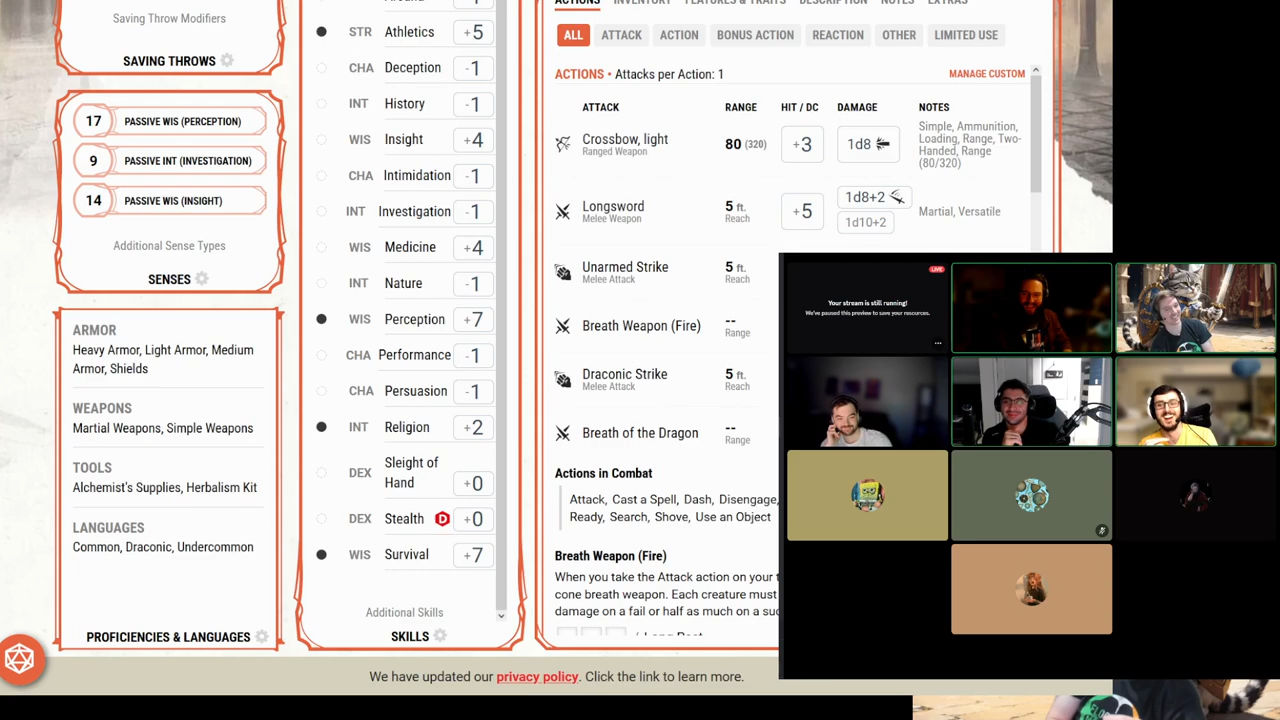 Saving Throw Modifiers
SAVING THROWS
17 PASSIVE WIS (PERCEPTION)
9 PASSIVE INT (INVESTIGATION)
14 PASSIVE WIS (INSIGHT)
Additional Sense Types
SENSES
ARMOR
Heavy Armor, Light Armor, Medium
Armor, Shields
WEAPONS
Martial Weapons, Simple Weapons
TOOLS
Alchemist's Supplies, Herbalism Kit
LANGUAGES
Common, Draconic, Undercommon
PROFICIENCIES & LANGUAGES
STR Athletics +5
CHA Deception -1
INT History -1
WIS Insight +4
CHA Intimidation -1
INT Investigation -1
WIS Medicine +4
INT Nature -1
WIS Perception +7
CHA Performance -1
CHA Persuasion -1
INT Religion +2
DEX Sleight of
Hand +0
DEX Stealth D +0
WIS Survival +7
Additional Skills
SKILLS
ACTIONS INVENTORY FEATURES & TRAITS DESCRIPTION NOTES EXTRAS
ALL ATTACK ACTION BONUS ACTION REACTION OTHER LIMITED USE
ACTIONS • Attacks per Action: 1 MANAGE CUSTOM
ATTACK RANGE HIT / DC DAMAGE NOTES
Crossbow, light 80 (320) +3 1d8
Ranged Weapon
Simple, Ammunition,
Loading, Range, Two-
Handed, Range
(80/320)
Longsword 5 ft. +5 1d8+2
Melee Weapon Reach 1d10+2 Martial, Versatile
Unarmed Strike 5 ft.
Melee Attack Reach
Breath Weapon (Fire) --
Range
Draconic Strike 5 ft.
Melee Attack Reach
Breath of the Dragon --
Range
Actions in Combat
Attack, Cast a Spell, Dash, Disengage,
Ready, Search, Shove, Use an Object
Breath Weapon (Fire)
When you take the Attack action on your
cone breath weapon. Each creature must
damage on a fail or half as much on a
/ Long Rest
LIVE
Your stream is still running!
We've paused this preview to save your resources.
We have updated our privacy policy. Click the link to learn more.